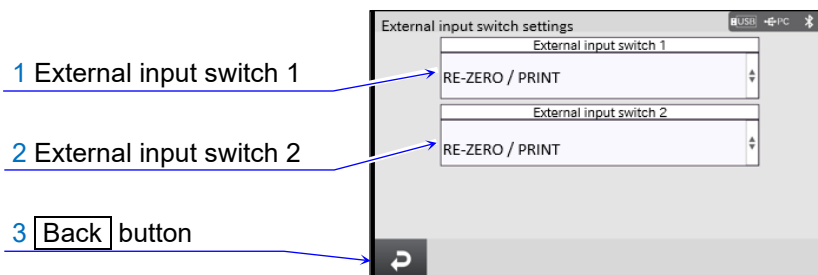 External input switch settings
USB PC
External input switch 1
1 External input switch 1
RE-ZERO / PRINT
External input switch 2
2 External input switch 2
RE-ZERO / PRINT
3 Back button